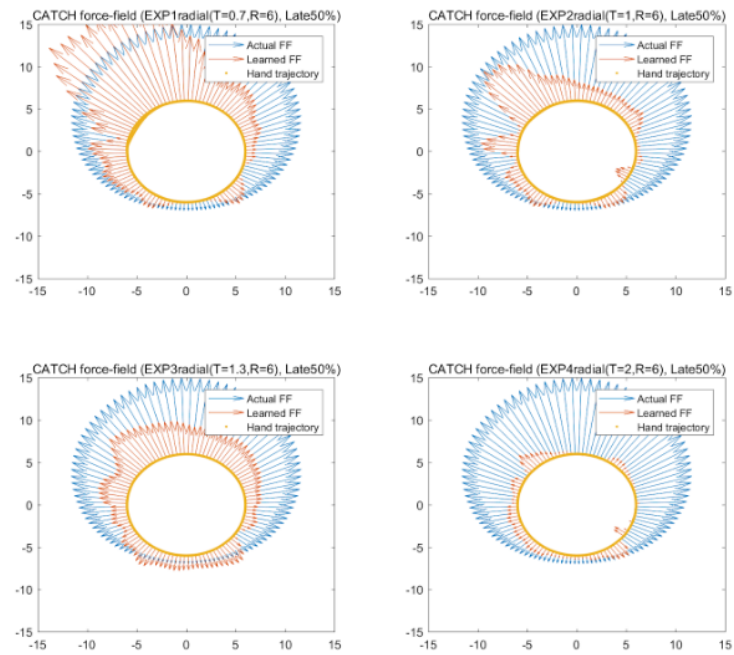 CATCH force-field (EXP1radial(T=0.7,R=6), Late50%)
15
10
5
0
-5
-10
-15
-15 -10 -5 0 5 10 15
Actual FF
Learned FF
Hand trajectory
CATCH force-field (EXP2radial(T=1,R=6), Late50%)
15
10
5
0
-5
-10
-15
-15 -10 -5 0 5 10 15
Actual FF
Learned FF
Hand trajectory
CATCH force-field (EXP3radial(T=1.3,R=6), Late50%)
15
10
5
0
-5
-10
-15
-15 -10 -5 0 5 10 15
Actual FF
Learned FF
Hand trajectory
CATCH force-field (EXP4radial(T=2,R=6), Late50%)
15
10
5
0
-5
-10
-15
-15 -10 -5 0 5 10 15
Actual FF
Learned FF
Hand trajectory